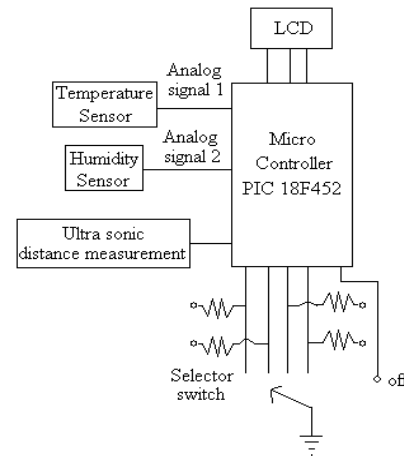 LCD
Analog
signal 1
Temperature
Sensor
Micro
Controller
PIC 18F452
Analog
signal 2
Humidity
Sensor
Ultra sonic
distance measurement
Selector
switch
off